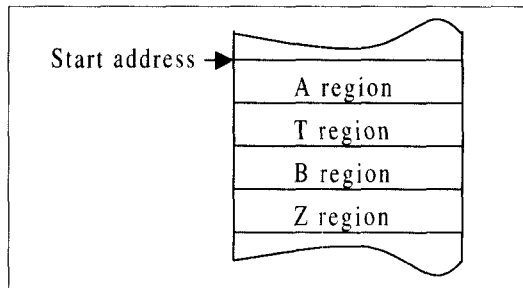 Start address
A region
T region
B region
Z region